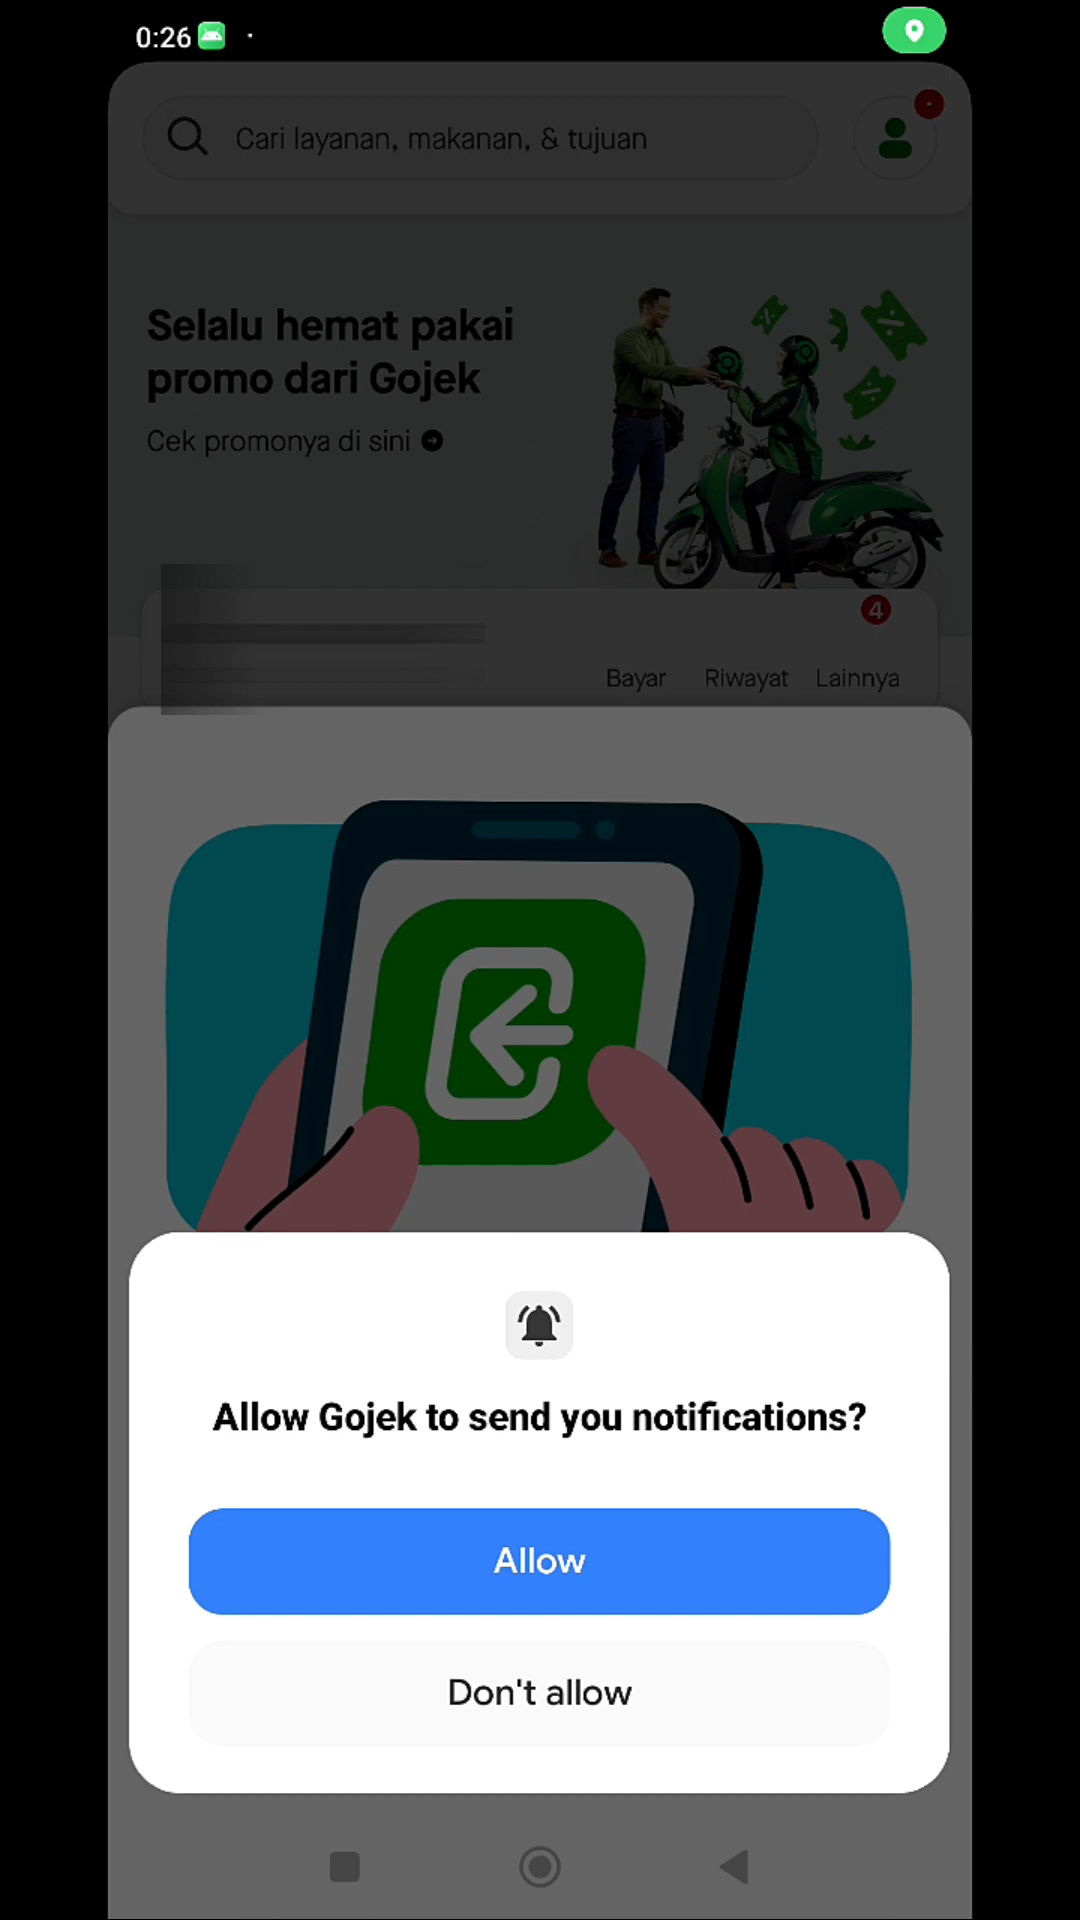 0:26
Cari layanan, makanan, & tujuan
Selalu hemat pakai
promo dari Gojek
Cek promonya di sini
4
Bayar Riwayat Lainnya
Allow Gojek to send you notifications?
Allow
Don't allow